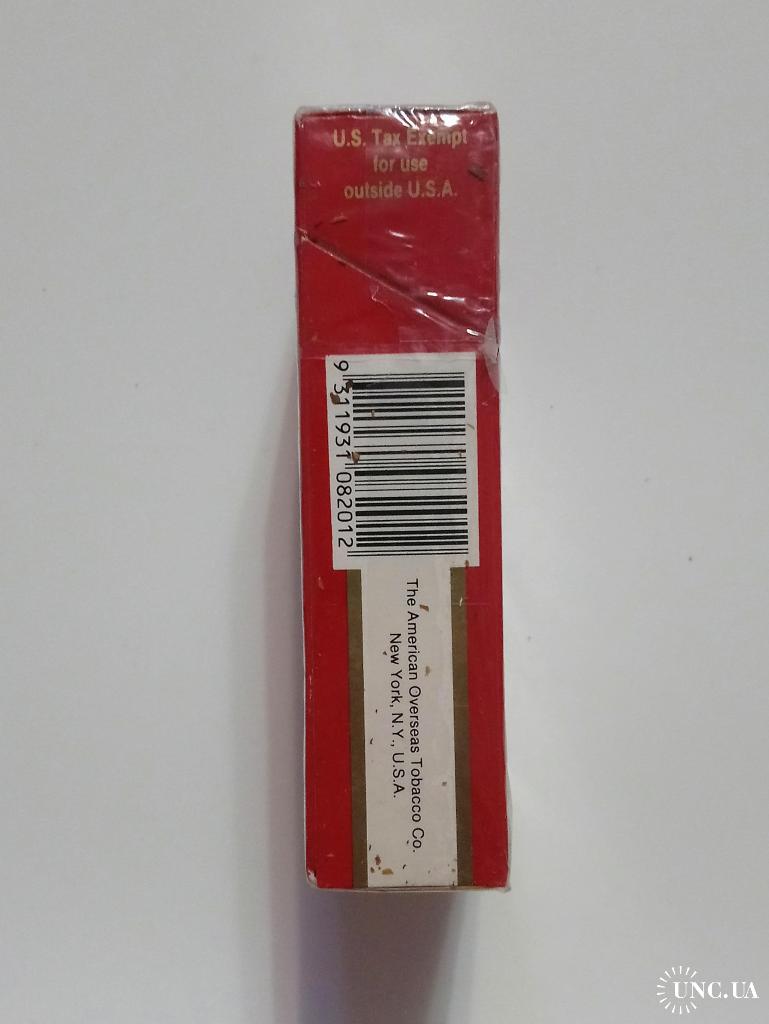 U.S. Tax Exempt
for use
outside U.S.A.
9 311931 082012
The American Overseas Tobacco Co.
New York, N.Y., U.S.A.
UNC.UA